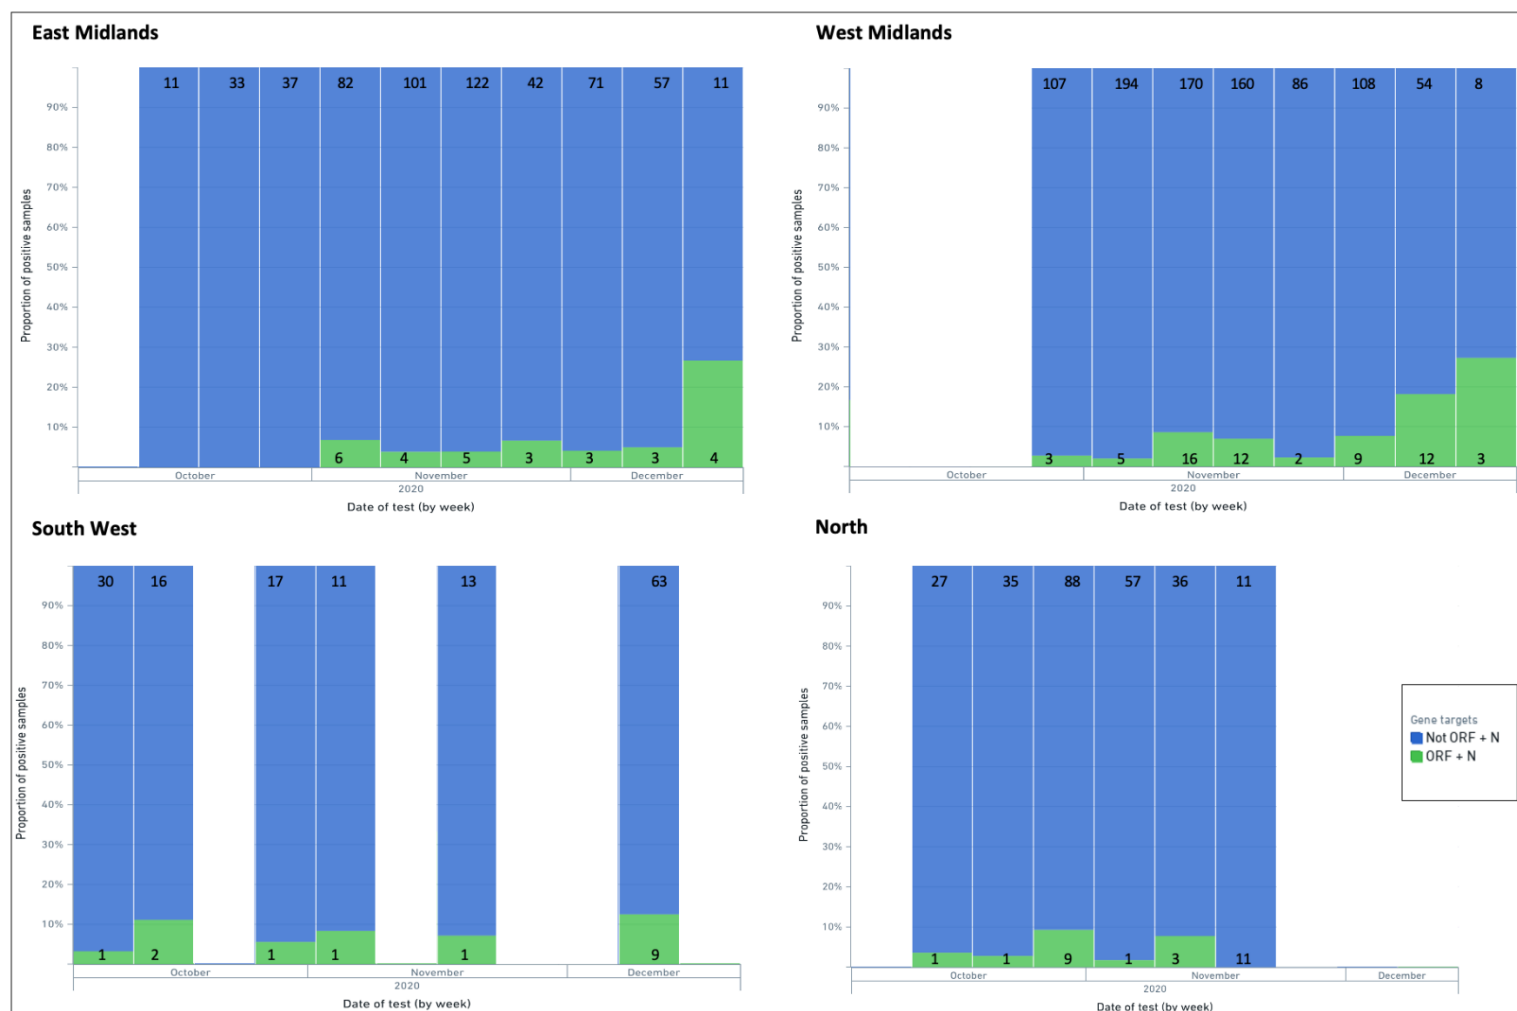 East Midlands
11 33 37 82 101 122 42 71 57 11
90%
80%
70%
60%
50%
40%
30%
20%
10%
Proportion of positive samples
6 4 5 3 3 3 4
October November December
2020
Date of test (by week)
West Midlands
107 194 170 160 86 108 54 8
90%
80%
70%
60%
50%
40%
30%
20%
10%
Proportion of positive samples
3 5 16 12 2 9 12 3
October November December
2020
Date of test (by week)
South West
30 16 17 11 13 63
90%
80%
70%
60%
50%
40%
30%
20%
10%
Proportion of positive samples
1 2 1 1 1 9
October November December
2020
Date of test (by week)
North
27 35 88 57 36 11
90%
80%
70%
60%
50%
40%
30%
20%
10%
Proportion of positive samples
1 1 9 1 3 11
October November December
2020
Date of test (by week)
Gene targets
Not ORF + N
ORF + N